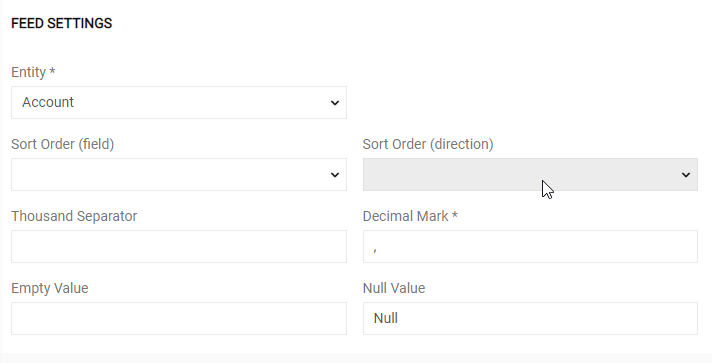 FEED SETTINGS
Entity *
Account
Sort Order (field)
Sort Order (direction)
Thousand Separator
Decimal Mark *
,
Empty Value
Null Value
Null